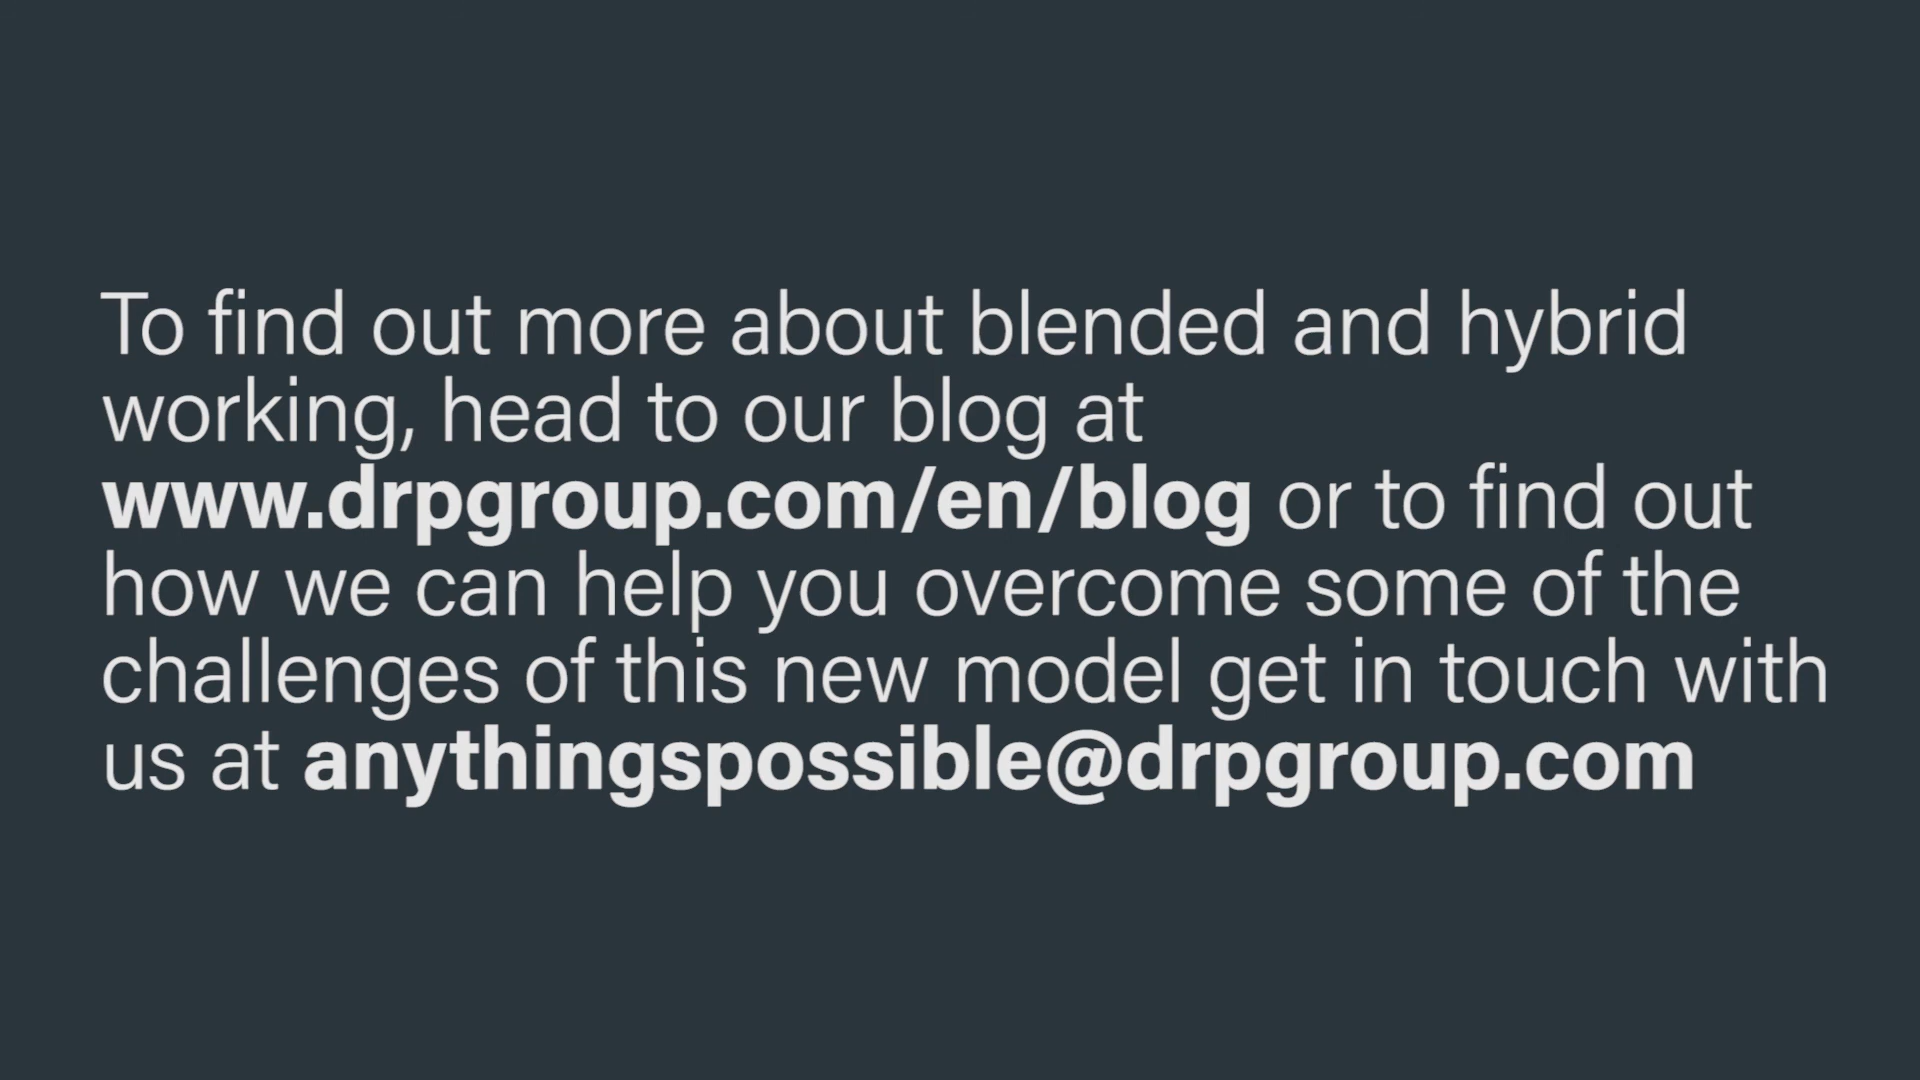 To find out more about blended and hybrid
working, head to our blog at
www.drpgroup.com/en/blog or to find out
how we can help you overcome some of the
challenges of this new model get in touch with
us at anythingspossible@drpgroup.com